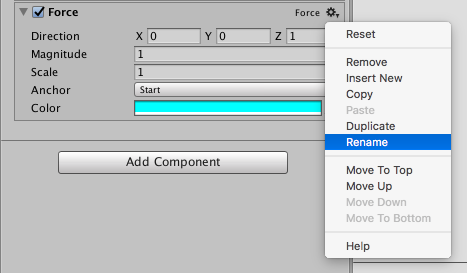 Force Force
Direction X 0 Y 0 Z 1
Magnitude 1
Scale 1
Anchor Start
Color
Add Component
Reset
Remove
Insert New
Copy
Paste
Duplicate
Rename
Move To Top
Move Up
Move Down
Move To Bottom
Help